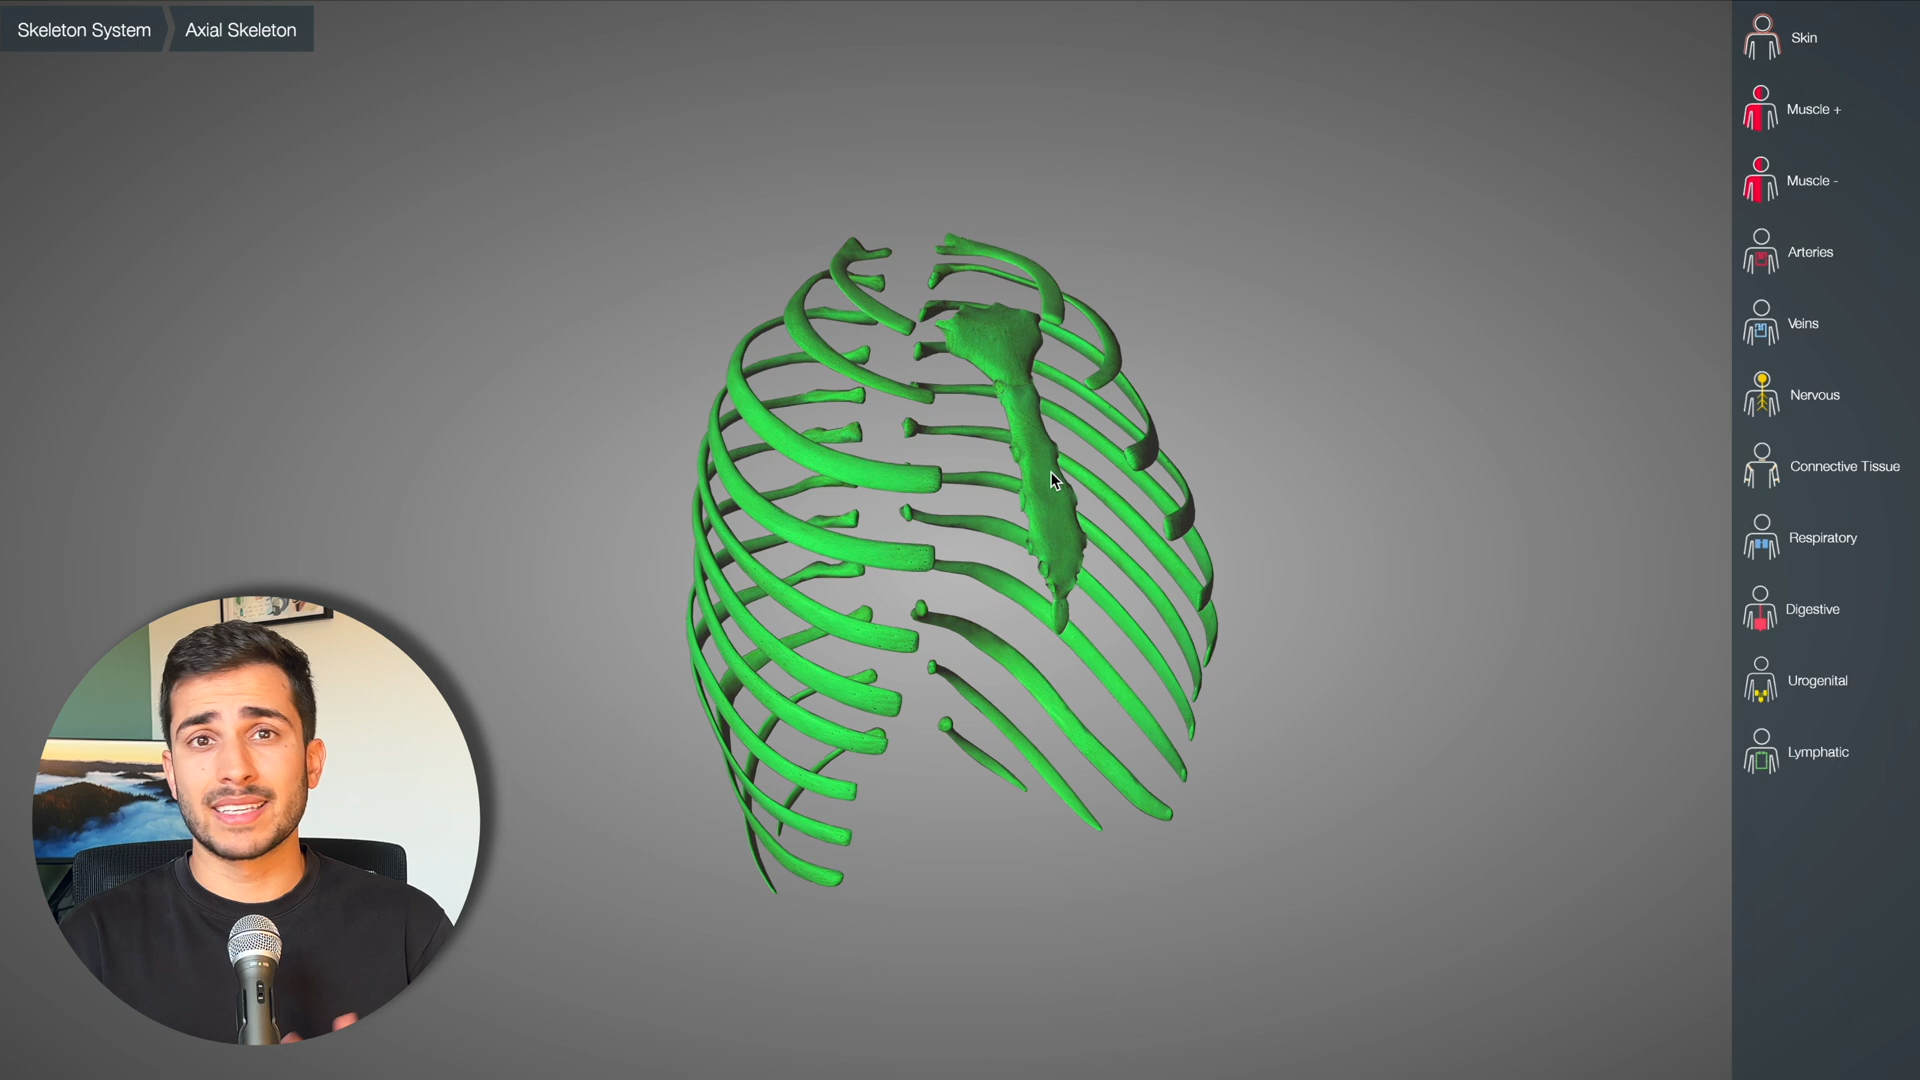 Skeleton System
Axial Skeleton
Skin
Muscle +
Muscle -
Arteries
Veins
Nervous
Connective Tissue
Respiratory
Digestive
Urogenital
Lymphatic